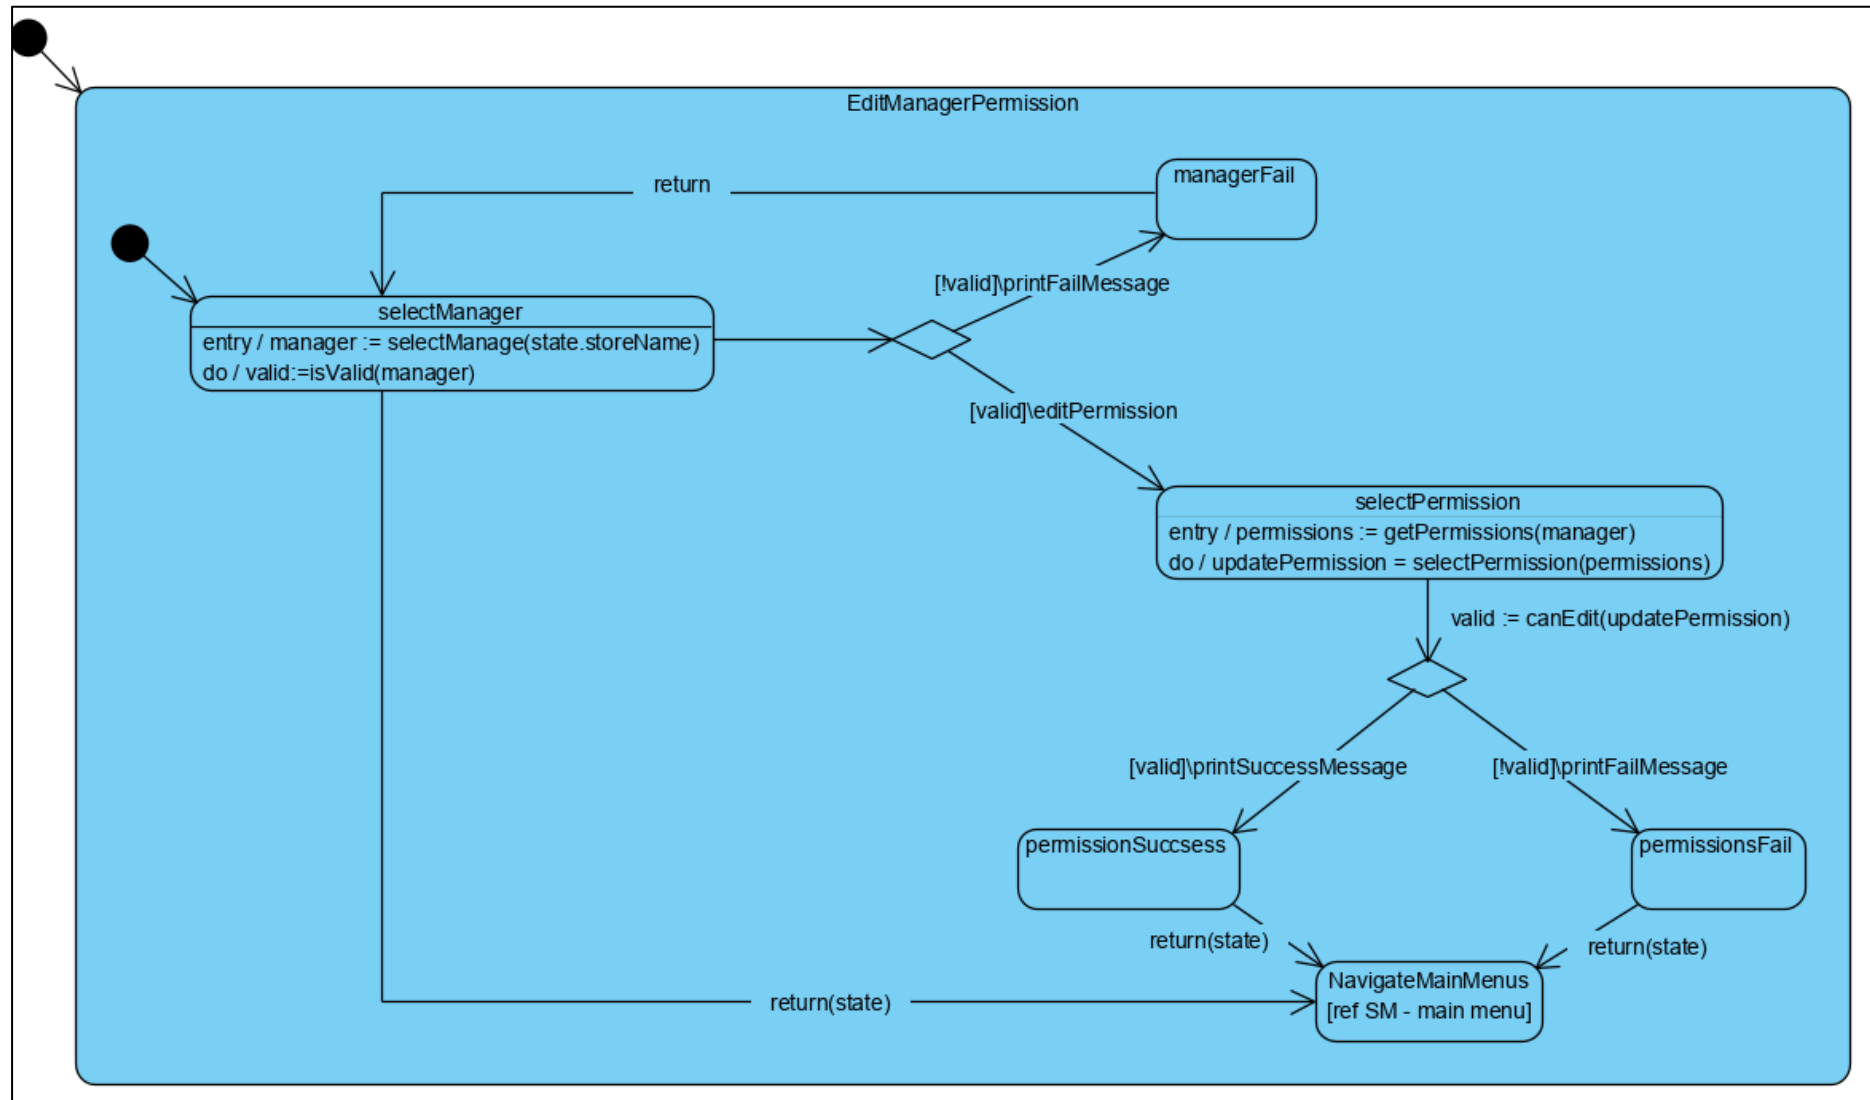 EditManagerPermission
managerFail
return
[!valid]\printFailMessage
selectManager
entry / manager := selectManage(state.storeName)
do / valid:=isValid(manager)
[valid]\editPermission
selectPermission
entry / permissions := getPermissions(manager)
do / updatePermission = selectPermission(permissions)
valid := canEdit(updatePermission)
[valid]\printSuccessMessage
[!valid]\printFailMessage
permissionSuccsess
permissionsFail
return(state)
return(state)
NavigateMainMenus
[ref SM - main menu]
return(state)